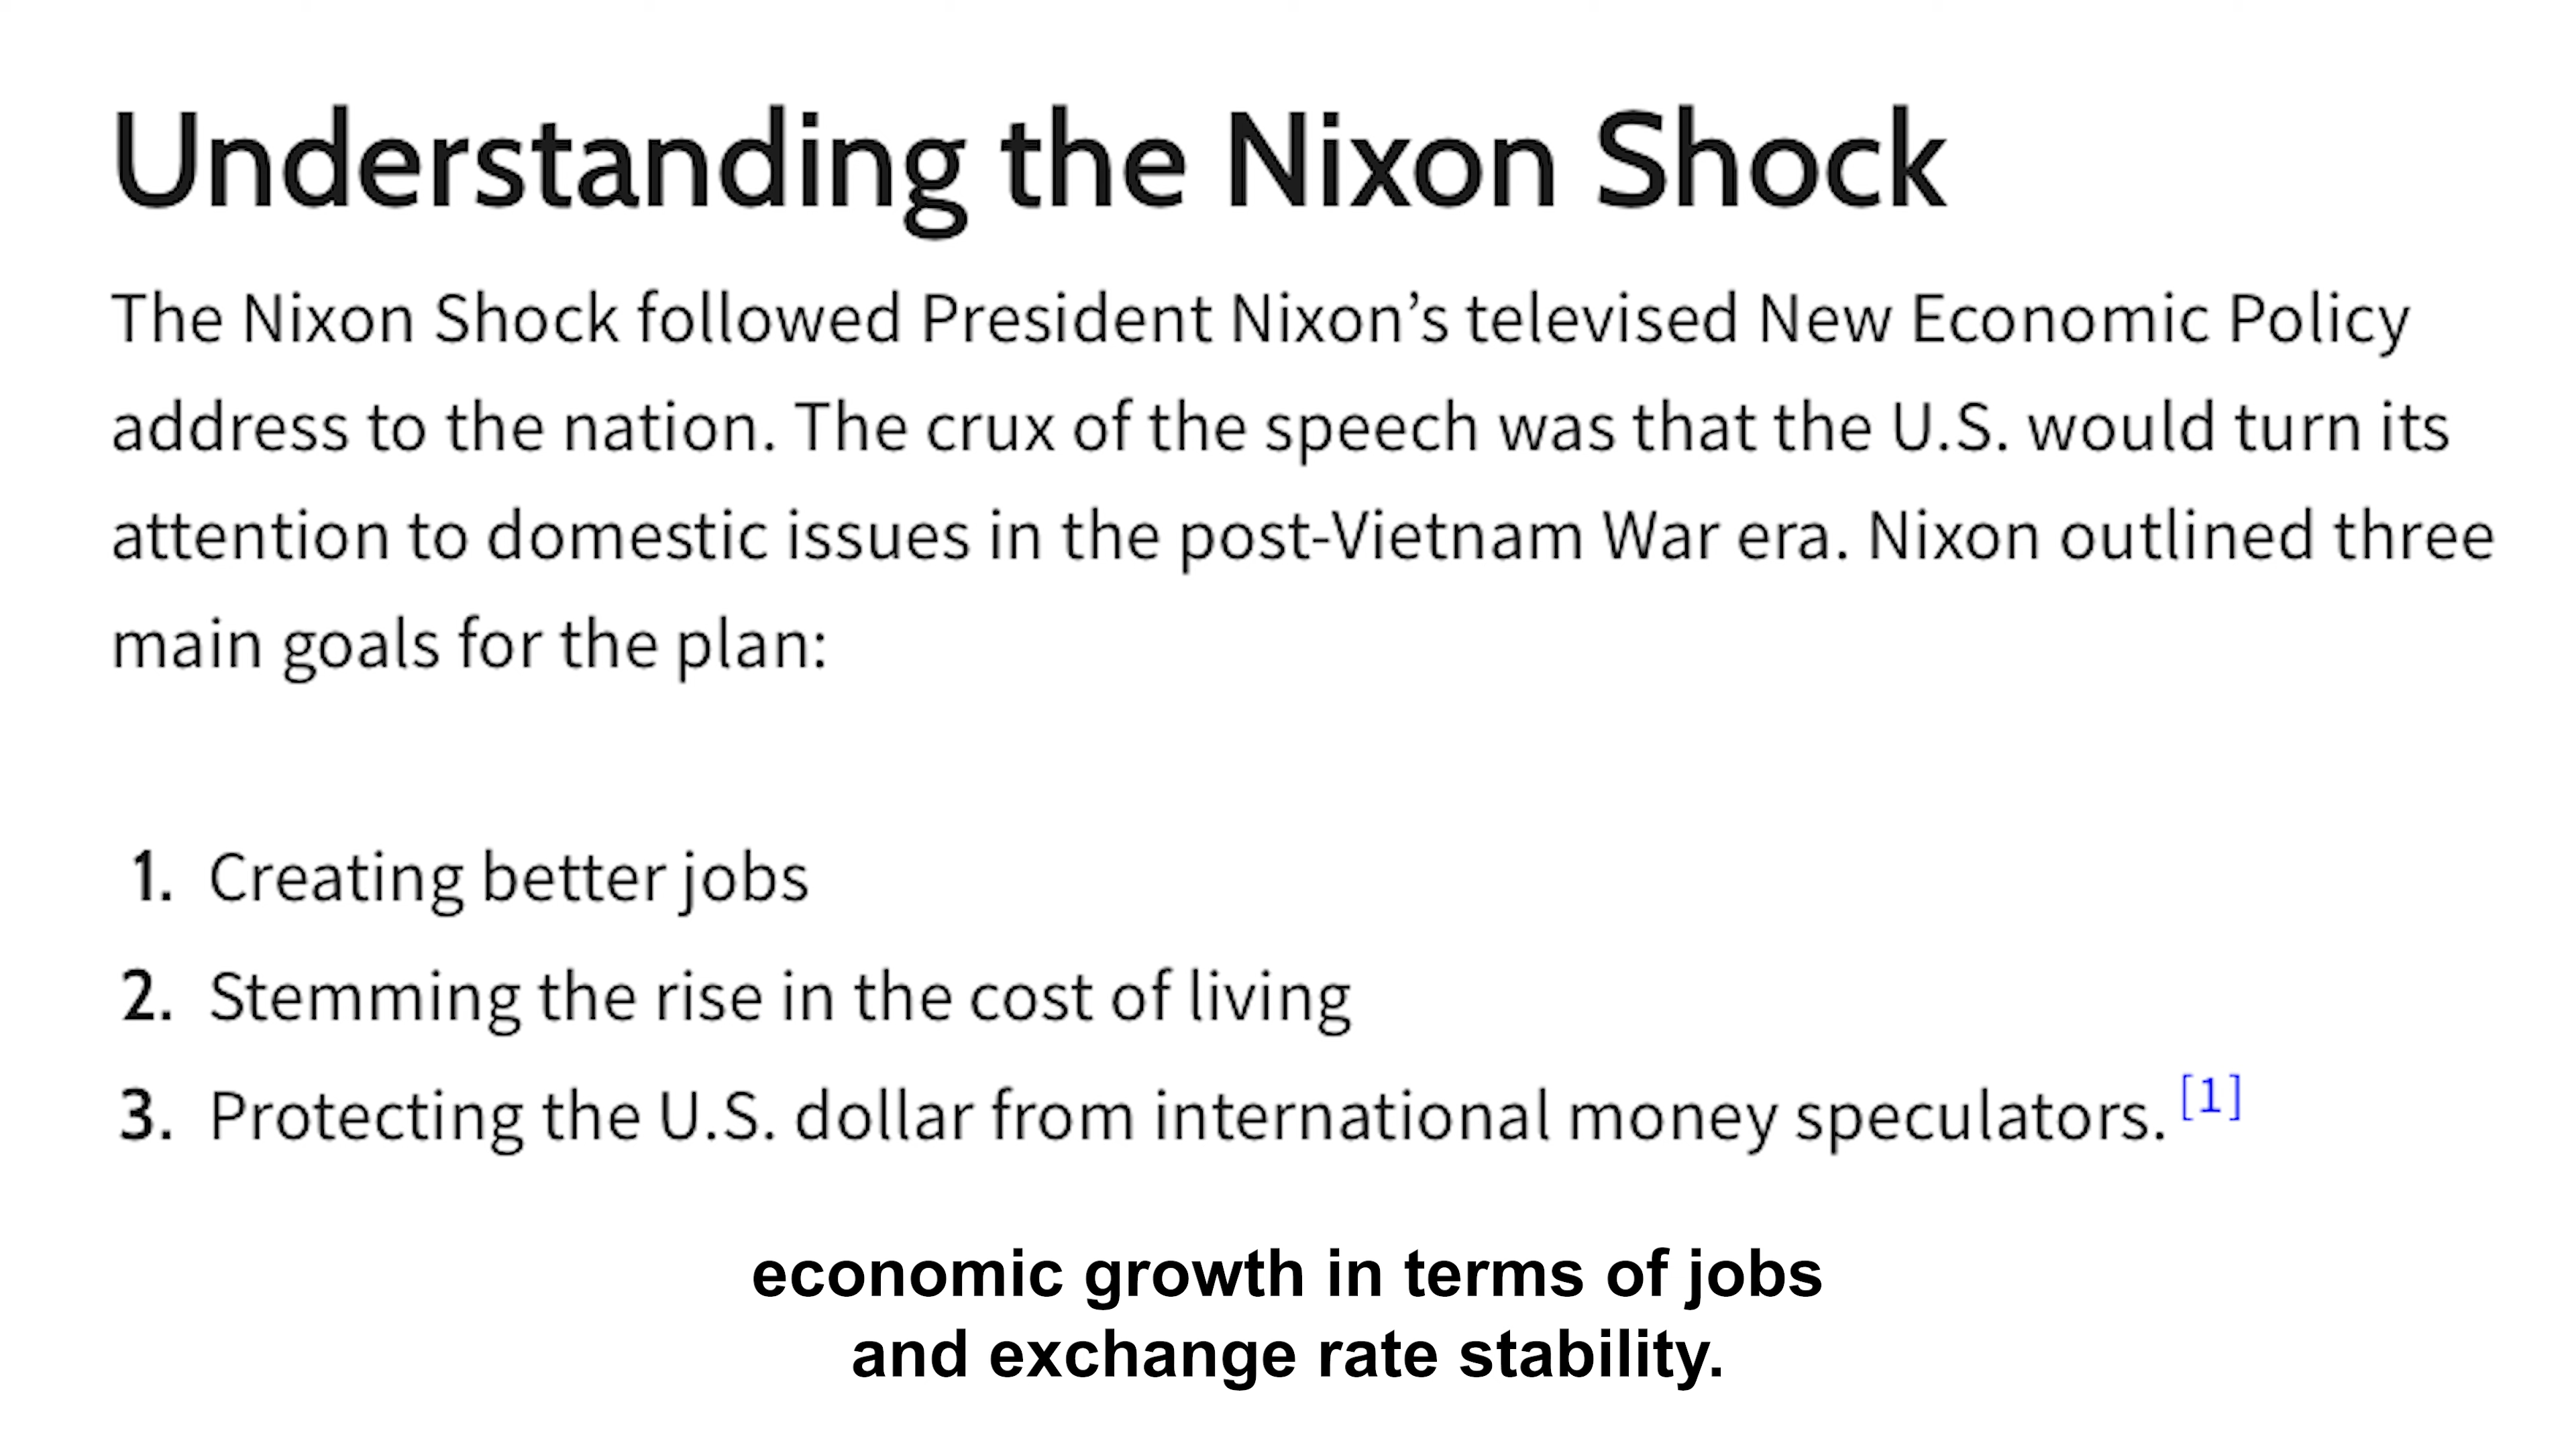 Understanding the Nixon Shock
The Nixon Shock followed President Nixon’s televised New Economic Policy
address to the nation. The crux of the speech was that the U.S. would turn its
attention to domestic issues in the post-Vietnam War era. Nixon outlined three
main goals for the plan:
1. Creating better jobs
2. Stemming the rise in the cost of living
3. Protecting the U.S. dollar from international money speculators. [1]
economic growth in terms of jobs
and exchange rate stability.